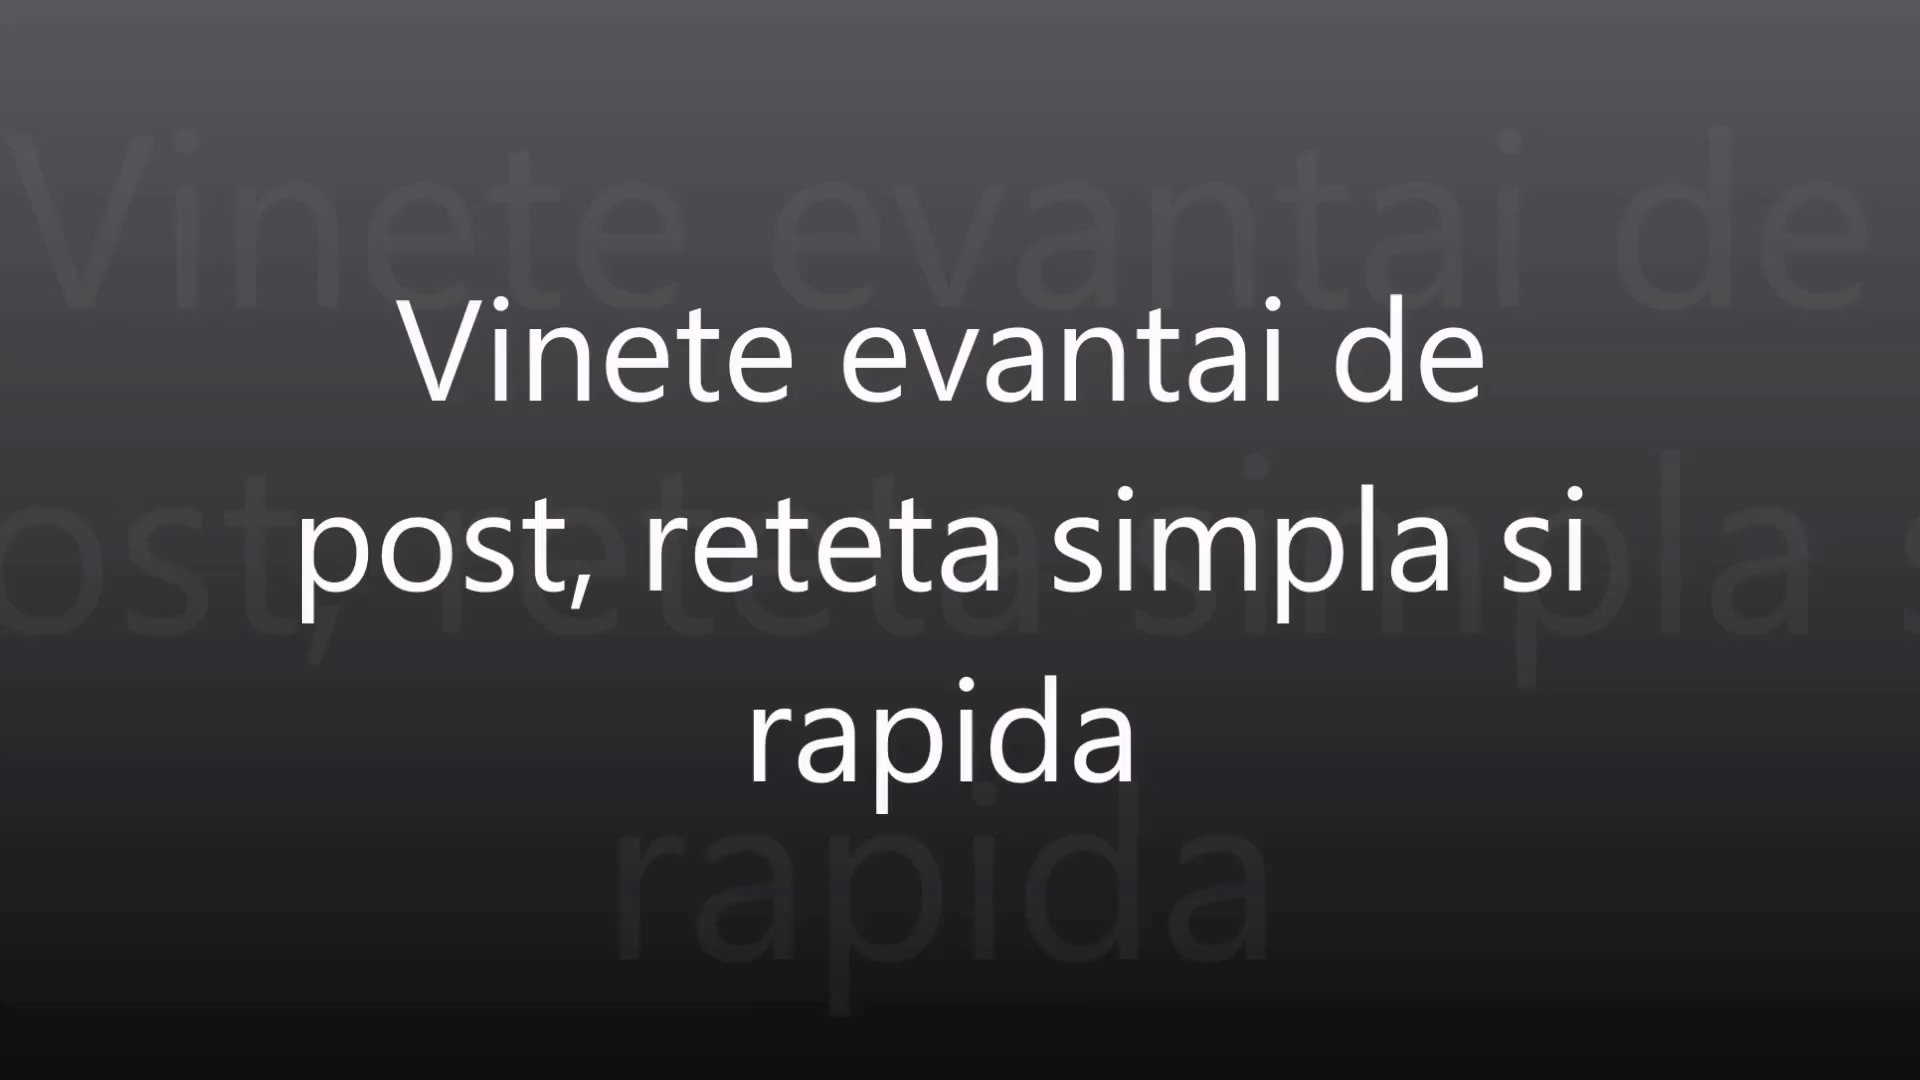 Vinete evantai de
post, reteta simpla si
rapida